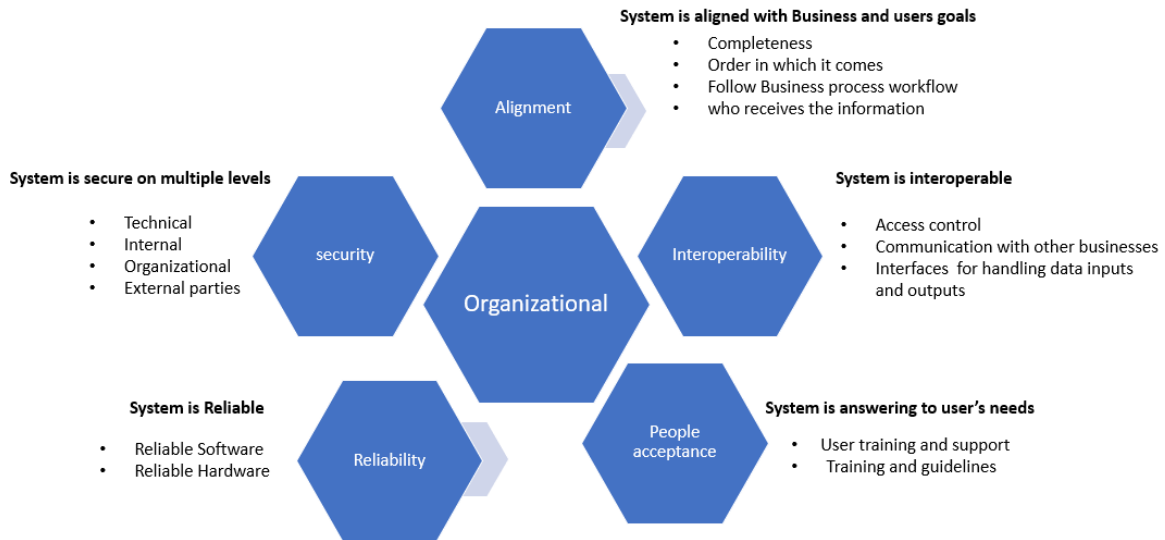 System is aligned with Business and users goals
• Completeness
• Order in which it comes
• Follow Business process workflow
• who receives the information
Alignment
System is secure on multiple levels
• Technical
• Internal
• Organizational
• External parties
security
System is interoperable
• Access control
• Communication with other businesses
• Interfaces for handling data inputs
and outputs
Interoperability
Organizational
System is Reliable
• Reliable Software
• Reliable Hardware
Reliability
System is answering to user's needs
• User training and support
• Training and guidelines
People
acceptance